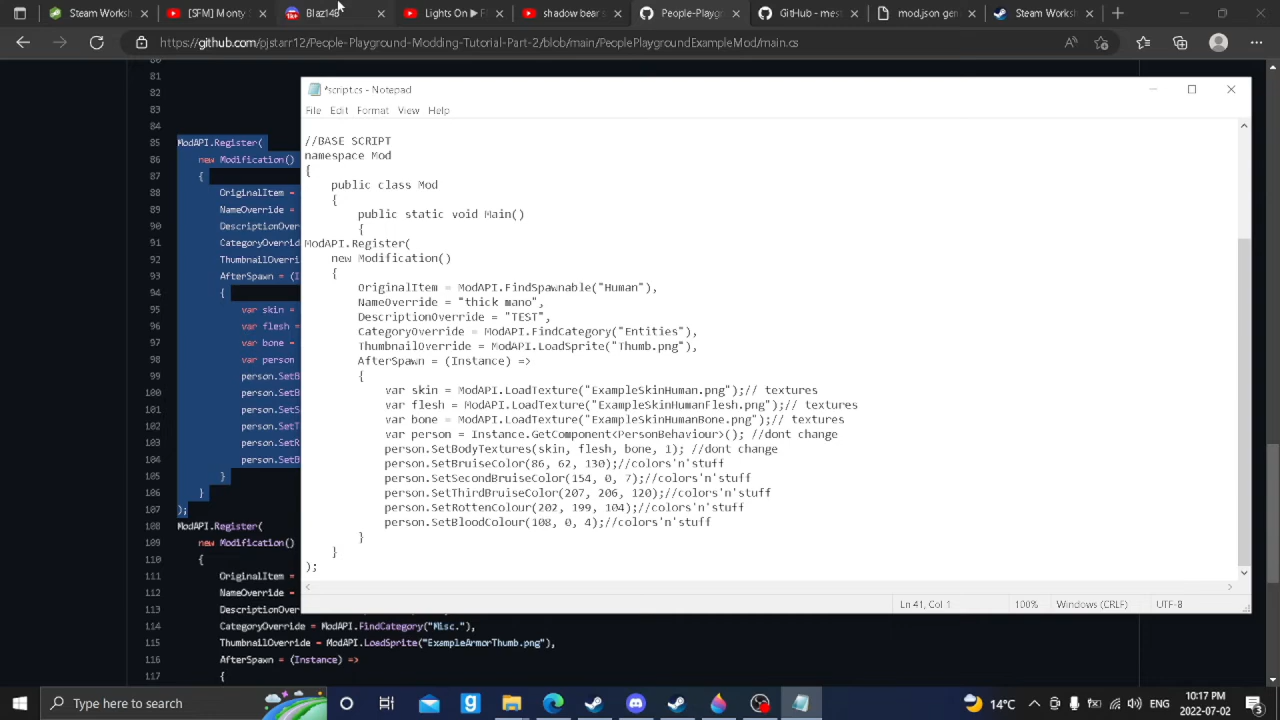 Steam Worksh
[SFM] Monty
Blaz148
Lights On ▶ F
shadow bear s
People-Playg
GitHub - mes
mod.json gen
Steam Worksh
https://github.com/pjstarr12/People-Playground-Modding-Tutorial-Part-2/blob/main/PeoplePlaygroundExampleMod/main.cs
80
81
82
83
84
85 ModAPI.Register(
86 new Modification()
87 {
88 OriginalItem =
89 NameOverride =
90 DescriptionOver
91 CategoryOverrid
92 ThumbnailOverri
93 AfterSpawn = (I
94 {
95 var skin =
96 var flesh =
97 var bone =
98 var person
99 person.SetB
100 person.SetB
101 person.SetS
102 person.SetT
103 person.SetR
104 person.SetB
105 }
106 }
107 );
108 ModAPI.Register(
109 new Modification()
110 {
111 OriginalItem =
112 NameOverride =
113 DescriptionOver
114 CategoryOverride = ModAPI.FindCategory("Misc."),
115 ThumbnailOverride = ModAPI.LoadSprite("ExampleArmorThumb.png"),
116 AfterSpawn = (Instance) =>
117 {
*script.cs - Notepad
File Edit Format View Help
//BASE SCRIPT
namespace Mod
{
public class Mod
{
public static void Main()
{
ModAPI.Register(
new Modification()
{
OriginalItem = ModAPI.FindSpawnable("Human"),
NameOverride = "thick mano",
DescriptionOverride = "TEST",
CategoryOverride = ModAPI.FindCategory("Entities"),
ThumbnailOverride = ModAPI.LoadSprite("Thumb.png"),
AfterSpawn = (Instance) =>
{
var skin = ModAPI.LoadTexture("ExampleSkinHuman.png");// textures
var flesh = ModAPI.LoadTexture("ExampleSkinHumanFlesh.png");// textures
var bone = ModAPI.LoadTexture("ExampleSkinHumanBone.png");// textures
var person = Instance.GetComponent<PersonBehaviour>(); //dont change
person.SetBodyTextures(skin, flesh, bone, 1); //dont change
person.SetBruiseColor(86, 62, 130);//colors'n'stuff
person.SetSecondBruiseColor(154, 0, 7);//colors'n'stuff
person.SetThirdBruiseColor(207, 206, 120);//colors'n'stuff
person.SetRottenColour(202, 199, 104);//colors'n'stuff
person.SetBloodColour(108, 0, 4);//colors'n'stuff
}
}
);
Ln 41, Col 1
100%
Windows (CRLF)
UTF-8
Type here to search
14°C
ENG
10:17 PM
2022-07-02
3